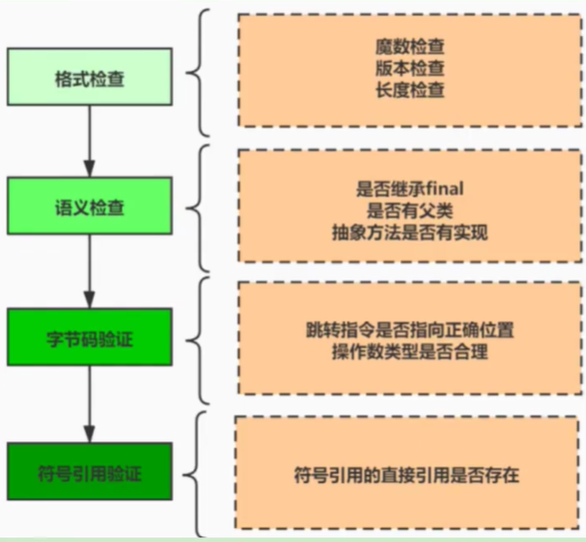 格式检查
魔数检查
版本检查
长度检查
语义检查
是否继承final
是否有父类
抽象方法是否有实现
字节码验证
跳转指令是否指向正确位置
操作数类型是否合理
符号引用验证
符号引用的直接引用是否存在